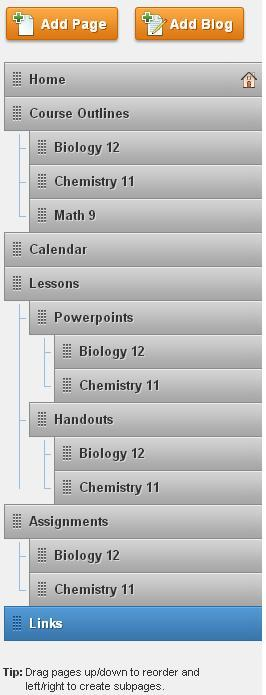 Add Page Add Blog
Home
Course Outlines
Biology 12
Chemistry 11
Math 9
Calendar
Lessons
Powerpoints
Biology 12
Chemistry 11
Handouts
Biology 12
Chemistry 11
Assignments
Biology 12
Chemistry 11
Links
Tip: Drag pages up/down to reorder and
left/right to create subpages.